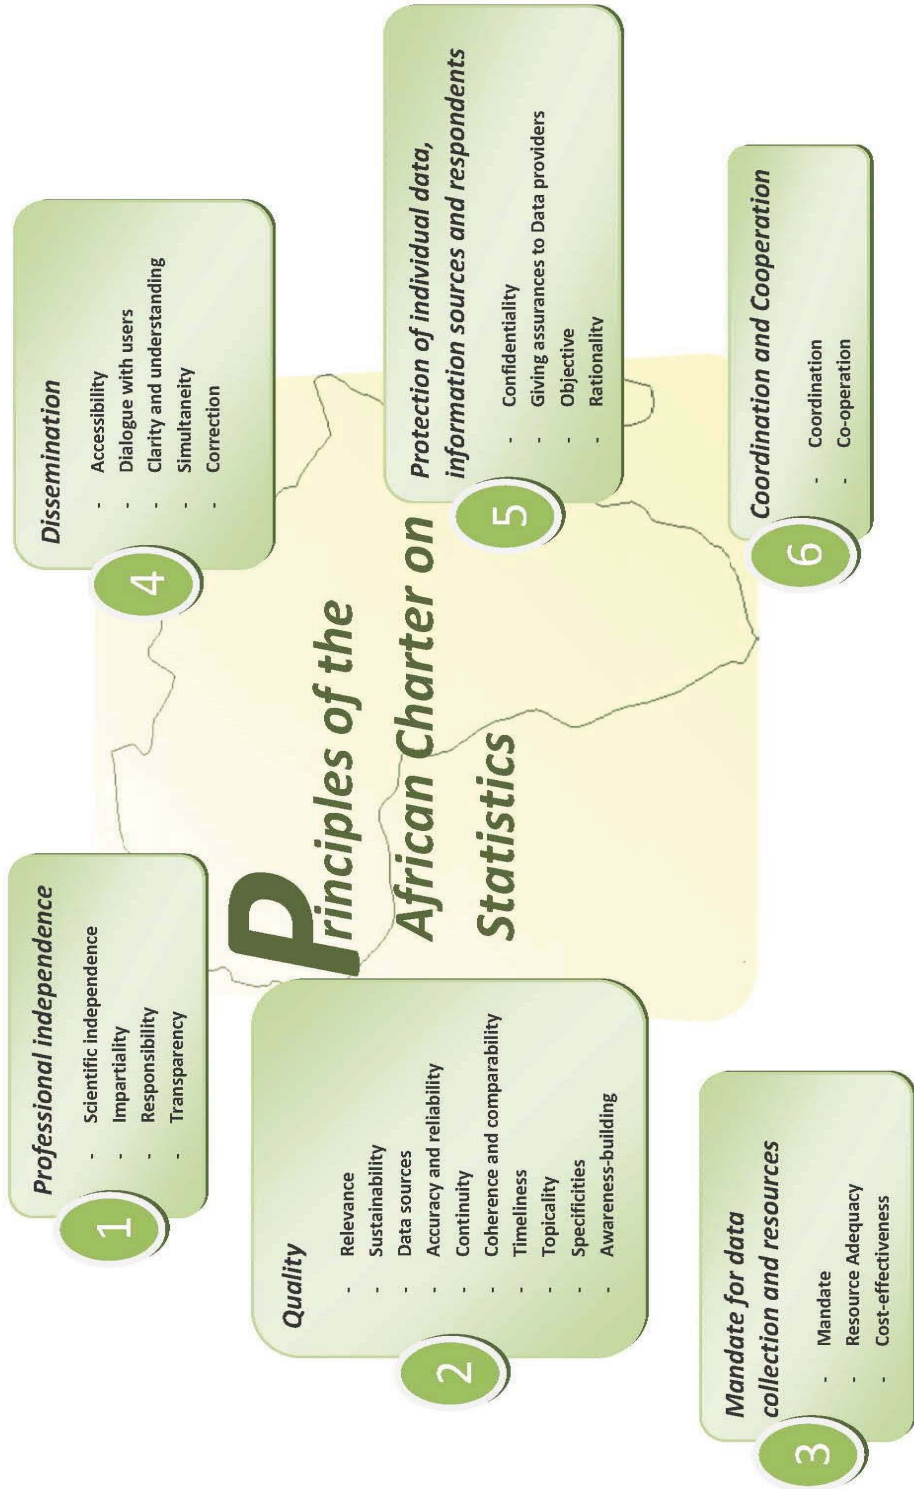 Principles of the
African Charter on
Statistics
1
Professional independence
- Scientific independence
- Impartiality
- Responsibility
- Transparency
2
Quality
- Relevance
- Sustainability
- Data sources
- Accuracy and reliability
- Continuity
- Coherence and comparability
- Timeliness
- Topicality
- Specificities
- Awareness-building
3
Mandate for data
collection and resources
- Mandate
- Resource Adequacy
- Cost-effectiveness
4
Dissemination
- Accessibility
- Dialogue with users
- Clarity and understanding
- Simultaneity
- Correction
5
Protection of individual data,
information sources and respondents
- Confidentiality
- Giving assurances to Data providers
- Objective
- Rationality
6
Coordination and Cooperation
- Coordination
- Co-operation